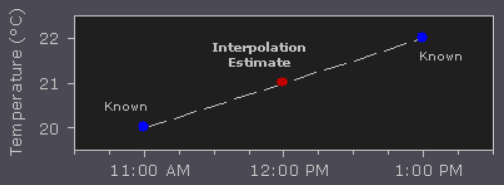 Temperature (°C)
22
21
20
Interpolation
Estimate
Known
Known
11:00 AM
12:00 PM
1:00 PM